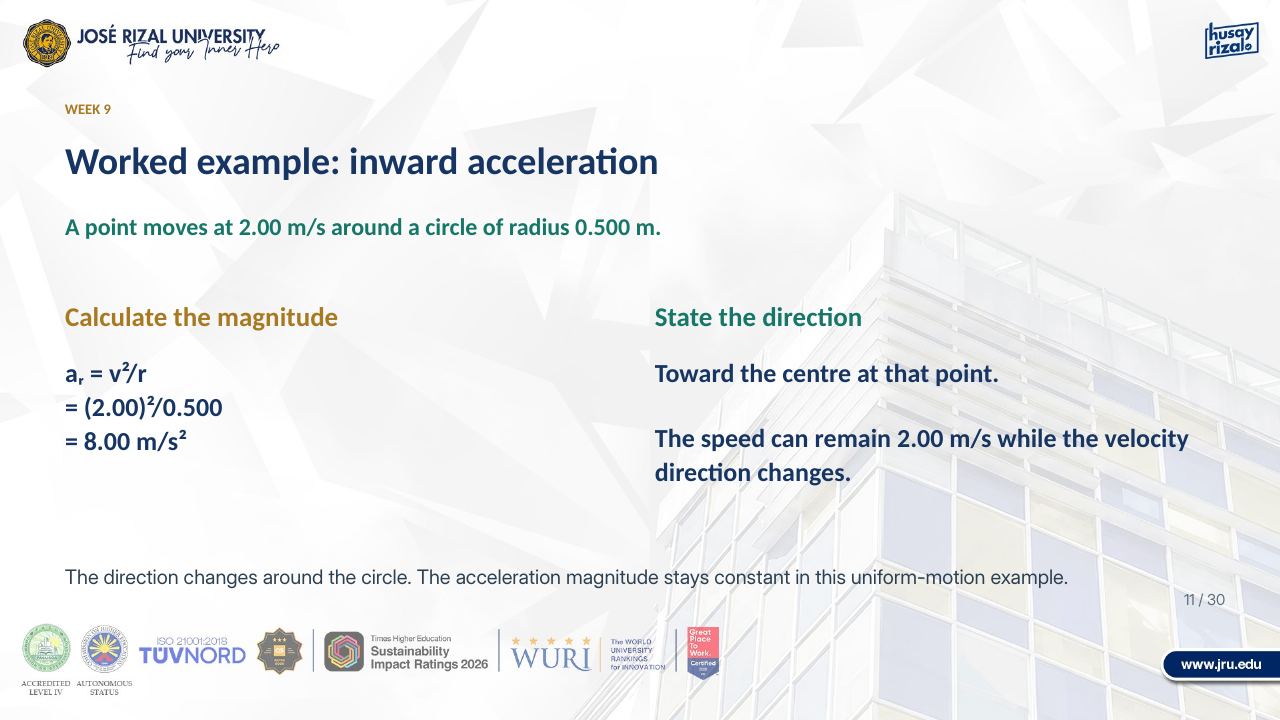 JOSÉ RIZAL UNIVERSITY
Find your Inner Hero
husay
rizal
WEEK 9
Worked example: inward acceleration
A point moves at 2.00 m/s around a circle of radius 0.500 m.
Calculate the magnitude
aᵣ = v²/r
= (2.00)²/0.500
= 8.00 m/s²
State the direction
Toward the centre at that point.
The speed can remain 2.00 m/s while the velocity
direction changes.
The direction changes around the circle. The acceleration magnitude stays constant in this uniform-motion example.
11 / 30
ACCREDITED
LEVEL IV
AUTONOMOUS
STATUS
ISO 21001:2018
TÜVNORD
Times Higher Education
Sustainability
Impact Ratings 2026
WURI
The WORLD
UNIVERSITY
RANKINGS
for INNOVATION
Great
Place
To
Work.
Certified
www.jru.edu